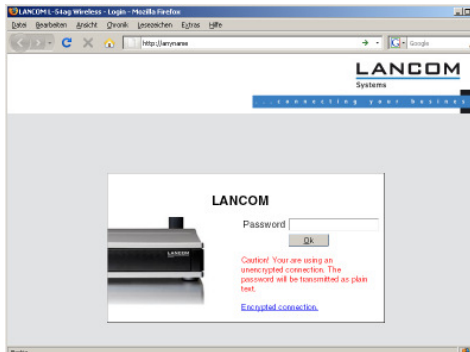 LANCOM L-54ag Wireless - Login - Mozilla Firefox
Datei Bearbeiten Ansicht Chronik Lesezeichen Extras Hilfe
http://anyname
Google
LANCOM
Systems
...connecting your busines
LANCOM
Password
LANCOM
Ok
Caution! Your are using an
unencrypted connection. The
password will be transmitted as plain
text.
Encrypted connection.